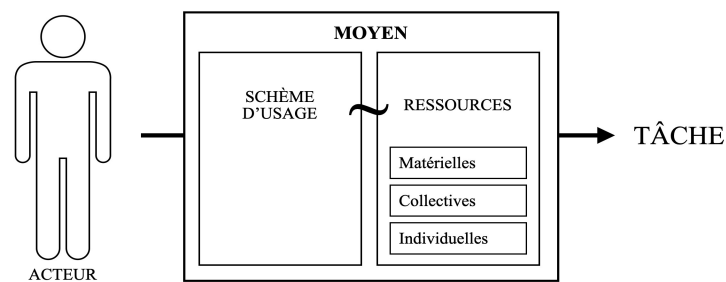 MOYEN
SCHÈME
D’USAGE
~
RESSOURCES
Matérielles
Collectives
Individuelles
TÂCHE
ACTEUR